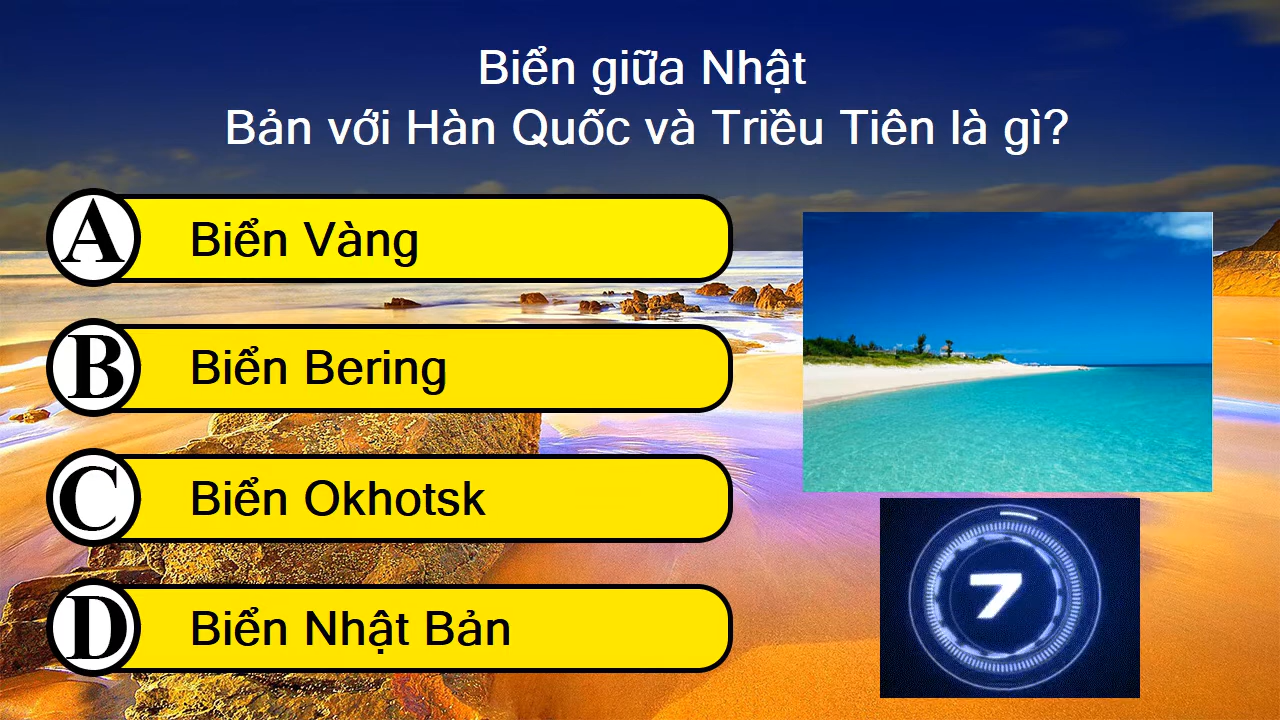 Biển giữa Nhật
Bản với Hàn Quốc và Triều Tiên là gì?
A Biển Vàng
B Biển Bering
C Biển Okhotsk
D Biển Nhật Bản
7